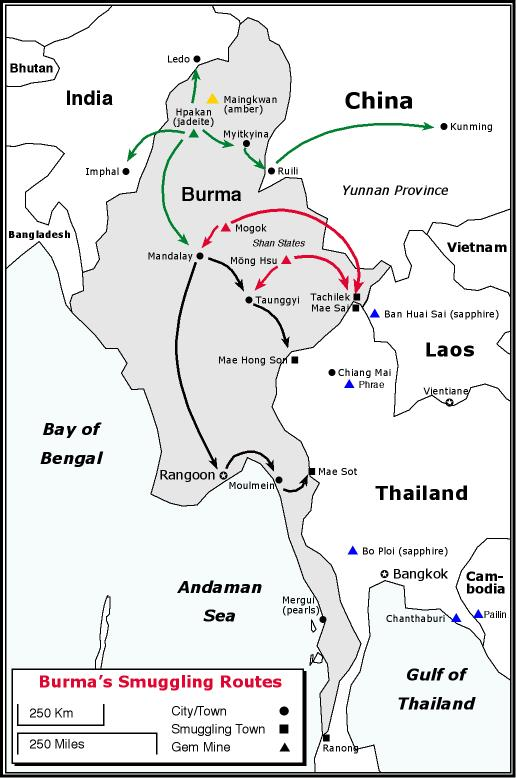 Ledo
Bhutan
India
Maingkwan
(amber)
China
Hpakan
(jadeite)
Myitkyina
Kunming
Imphal
Ruili
Burma
Yunnan Province
Bangladesh
Mogok
Shan States
Vietnam
Mandalay
Möng Hsu
Taunggyi
Tachilek
Mae Sai
Ban Huai Sai (sapphire)
Laos
Mae Hong Son
Chiang Mai
Phrae
Vientiane
Bay of
Bengal
Rangoon
Moulmein
Mae Sot
Thailand
Bo Ploi (sapphire)
Bangkok
Cam-
bodia
Andaman
Sea
Mergui
(pearls)
Chanthaburi
Pailin
Gulf of
Thailand
Burma's Smuggling Routes
250 Km
250 Miles
City/Town
Smuggling Town
Gem Mine
Ranong